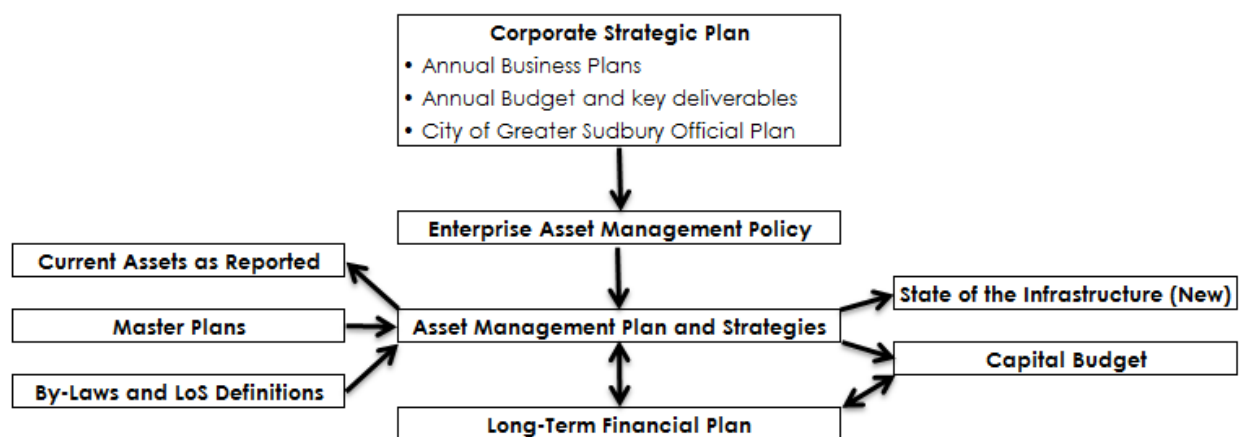 Corporate Strategic Plan
• Annual Business Plans
• Annual Budget and key deliverables
• City of Greater Sudbury Official Plan
Enterprise Asset Management Policy
Current Assets as Reported
State of the Infrastructure (New)
Master Plans
Asset Management Plan and Strategies
Capital Budget
By-Laws and LoS Definitions
Long-Term Financial Plan